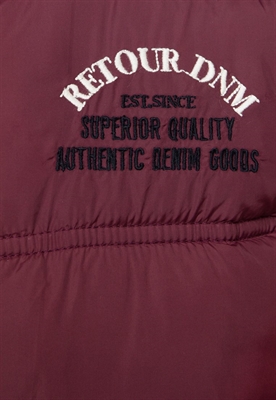 RETOUR DNM
EST.SINCE
SUPERIOR QUALITY
AUTHENTIC DENIM GOODS